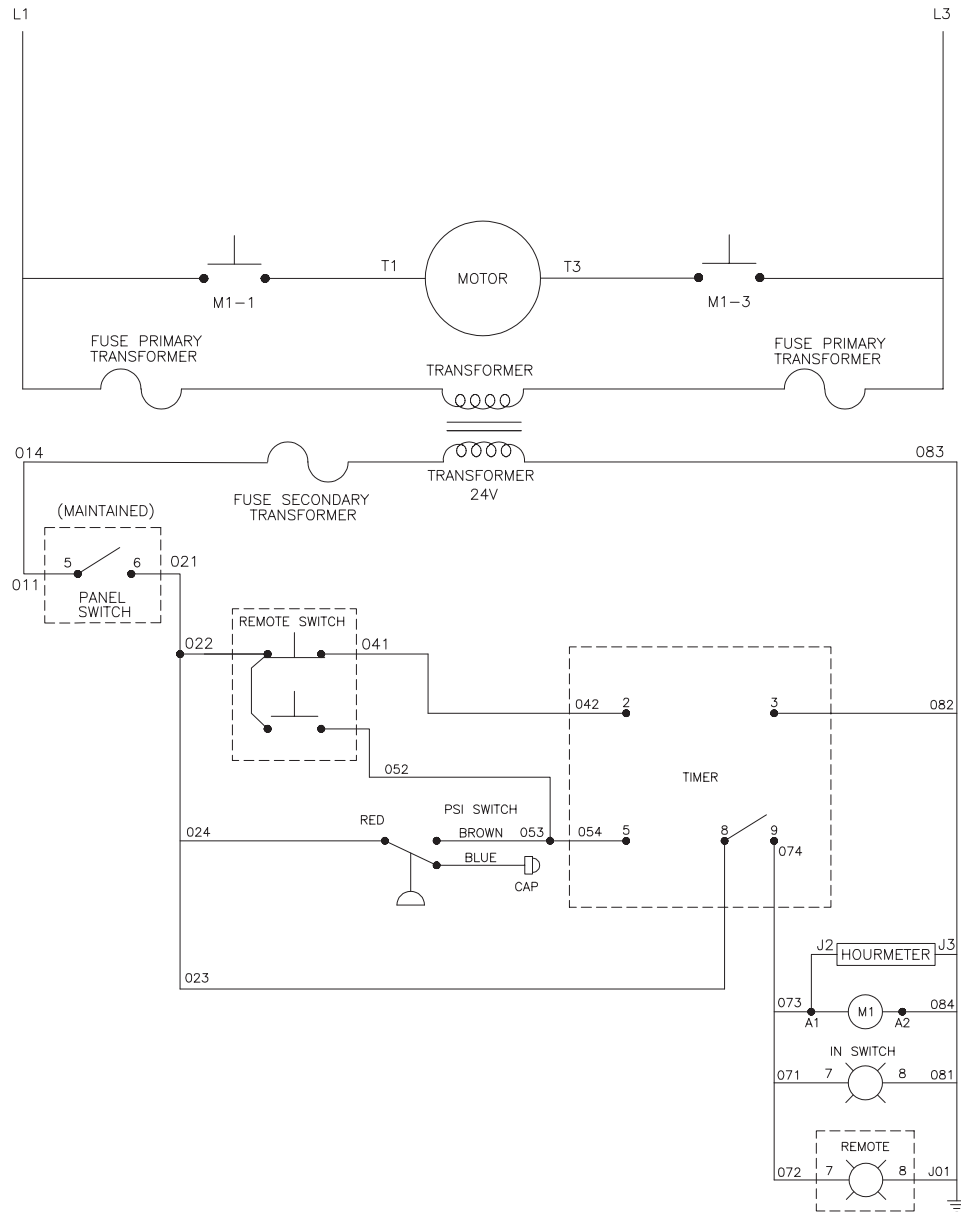 L1
L3
T1
MOTOR
T3
M1-1
M1-3
FUSE PRIMARY
TRANSFORMER
TRANSFORMER
FUSE PRIMARY
TRANSFORMER
014
083
TRANSFORMER
24V
FUSE SECONDARY
TRANSFORMER
(MAINTAINED)
5
6
021
011
PANEL
SWITCH
REMOTE SWITCH
022
041
042
2
3
082
052
TIMER
PSI SWITCH
RED
024
BROWN
053
054
5
8
9
074
BLUE
CAP
023
J2
HOURMETER
J3
073
A1
M1
A2
084
IN SWITCH
071
7
8
081
REMOTE
072
7
8
J01